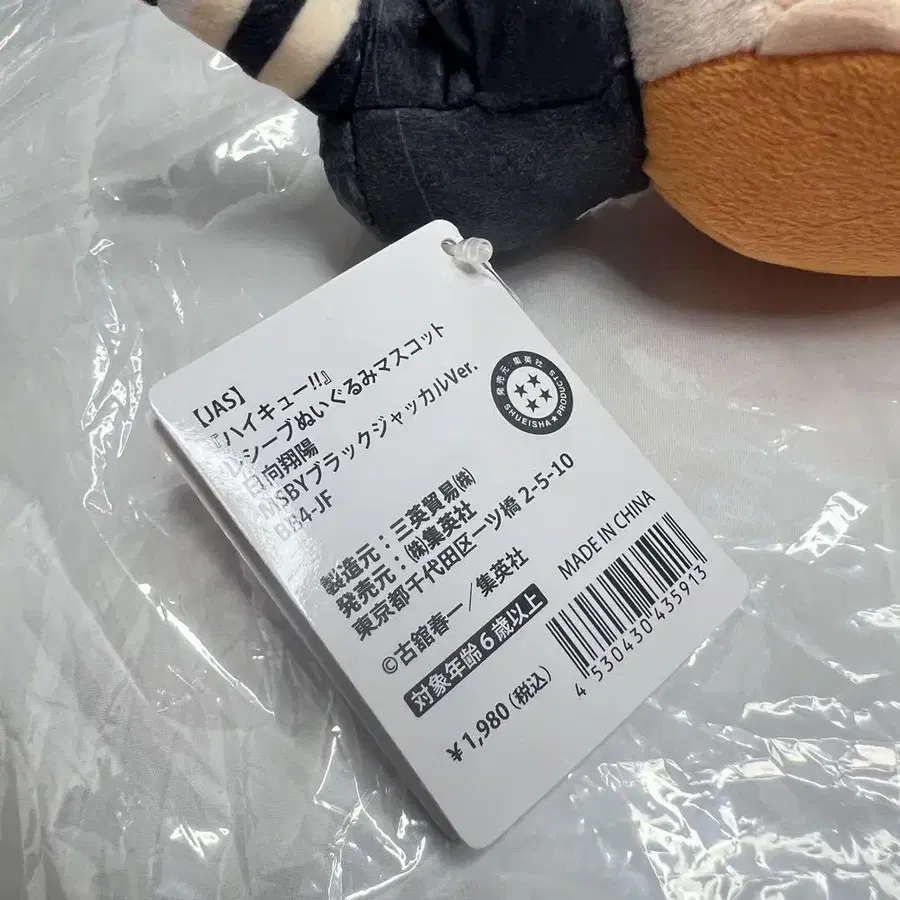 【JAS】
『ハイキュー!!』
レシーブぬいぐるみマスコット
日向翔陽
MSBYブラックジャッカルVer.
BB4-JF
発売元・集英社
SHUEISHA★PRODUCTS
製造元：三英貿易㈱
発売元：㈱集英社
東京都千代田区一ツ橋 2-5-10
©古舘春一／集英社
MADE IN CHINA
対象年齢6歳以上
¥1,980（税込）
4 530430 435913